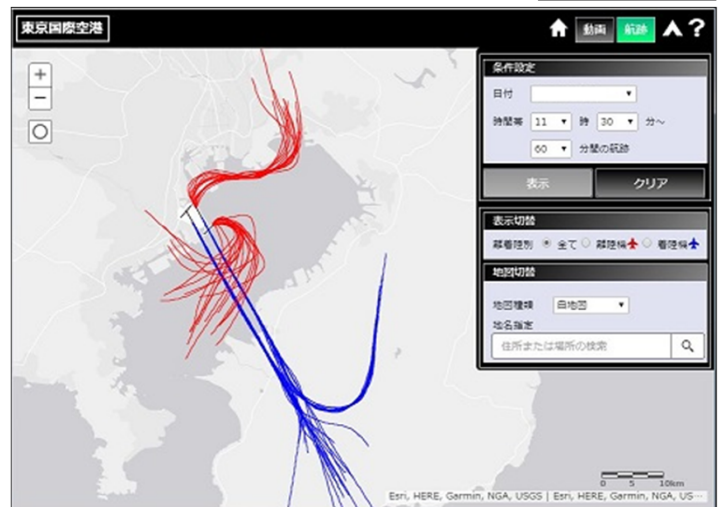 東京国際空港
動画 航跡 ?
条件設定
日付
時間帯 11 時 30 分～
60 分間の航跡
表示 クリア
表示切替
離着陸別 全て 離陸機 着陸機
地図切替
地図種類 白地図
地名指定
住所または場所の検索
0 5 10km
Esri, HERE, Garmin, NGA, USGS | Esri, HERE, Garmin, NGA, US…